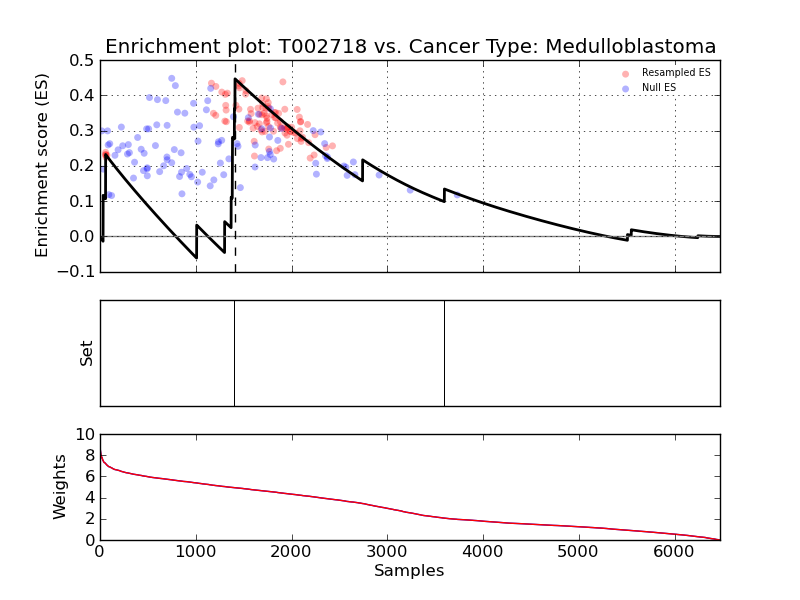 Enrichment plot: T002718 vs. Cancer Type: Medulloblastoma
Enrichment score (ES)
0.5
0.4
0.3
0.2
0.1
0.0
−0.1
Resampled ES
Null ES
Set
Weights
10
8
6
4
2
0
0 1000 2000 3000 4000 5000 6000
Samples